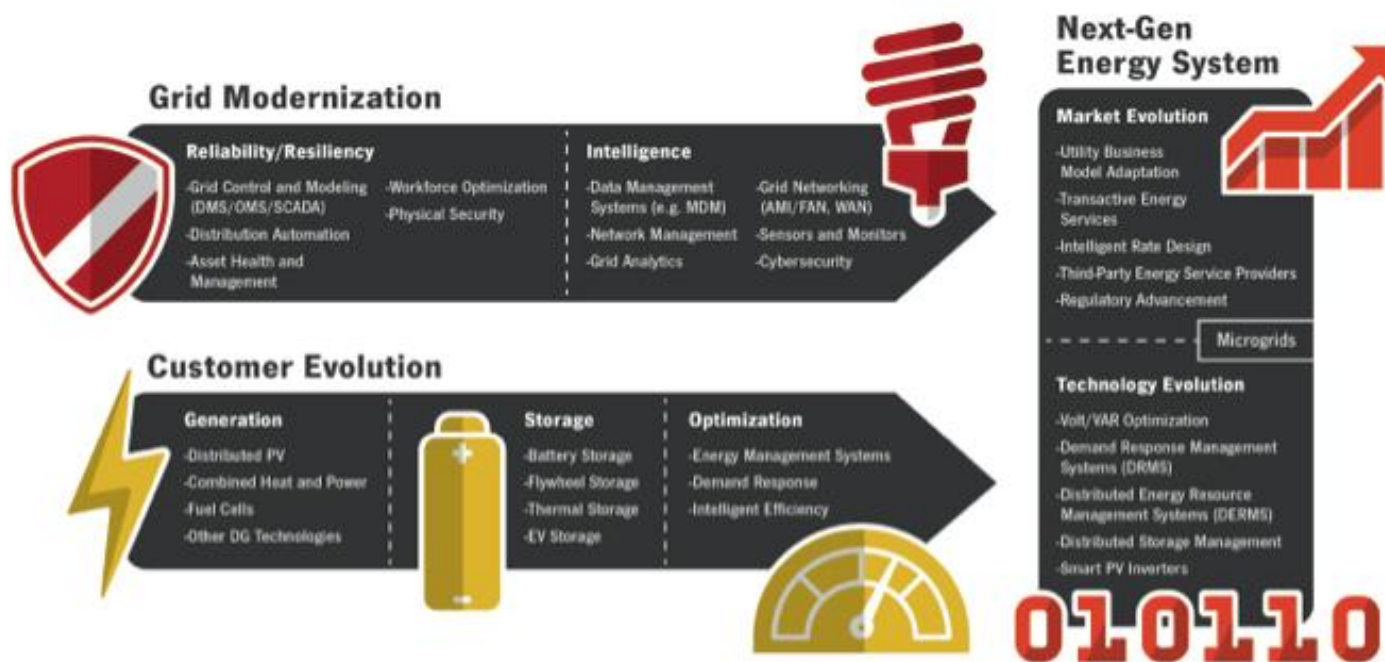 Grid Modernization
Reliability/Resiliency
-Grid Control and Modeling
(DMS/OMS/SCADA)
-Distribution Automation
-Asset Health and
Management
-Workforce Optimization
-Physical Security
Intelligence
-Data Management
Systems (e.g. MDM)
-Network Management
-Grid Analytics
-Grid Networking
(AMI/FAN, WAN)
-Sensors and Monitors
-Cybersecurity
Customer Evolution
Generation
-Distributed PV
-Combined Heat and Power
-Fuel Cells
-Other DG Technologies
Storage
-Battery Storage
-Flywheel Storage
-Thermal Storage
-EV Storage
Optimization
-Energy Management Systems
-Demand Response
-Intelligent Efficiency
Next-Gen
Energy System
Market Evolution
-Utility Business
Model Adaptation
-Transactive Energy
Services
-Intelligent Rate Design
-Third-Party Energy Service Providers
-Regulatory Advancement
Microgrids
Technology Evolution
-Volt/VAR Optimization
-Demand Response Management
Systems (DRMS)
-Distributed Energy Resource
Management Systems (DERMS)
-Distributed Storage Management
-Smart PV Inverters
010110